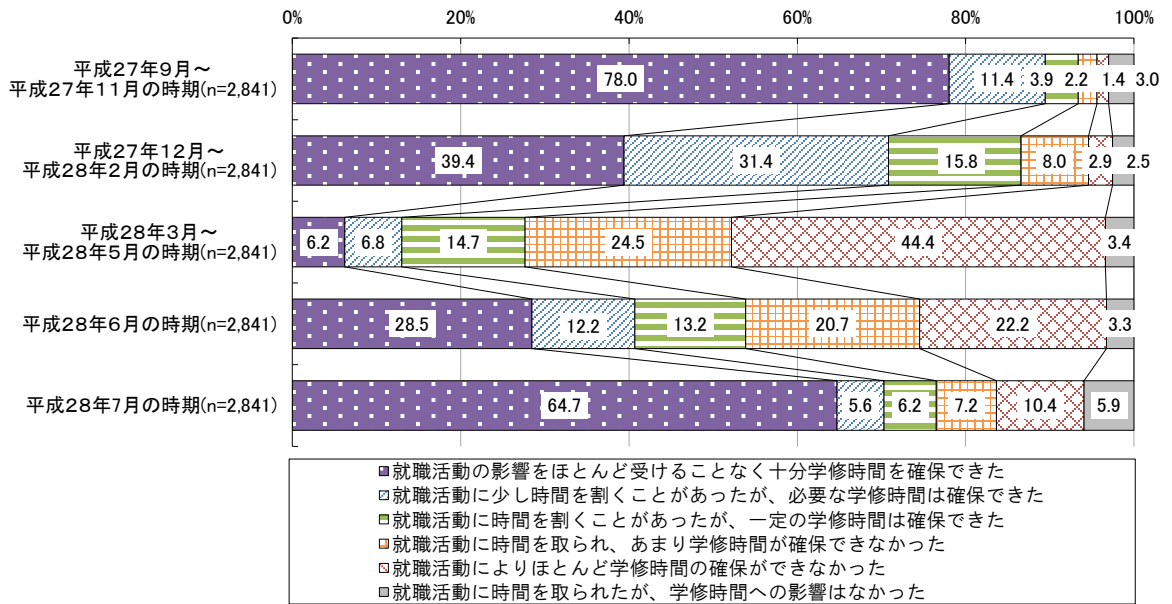 0% 20% 40% 60% 80% 100%
平成27年9月～
平成27年11月の時期(n=2,841)
78.0 11.4 3.9 2.2 1.4 3.0
平成27年12月～
平成28年2月の時期(n=2,841)
39.4 31.4 15.8 8.0 2.9 2.5
平成28年3月～
平成28年5月の時期(n=2,841)
6.2 6.8 14.7 24.5 44.4 3.4
平成28年6月の時期(n=2,841)
28.5 12.2 13.2 20.7 22.2 3.3
平成28年7月の時期(n=2,841)
64.7 5.6 6.2 7.2 10.4 5.9
就職活動の影響をほとんど受けることなく十分学修時間を確保できた
就職活動に少し時間を割くことがあったが、必要な学修時間は確保できた
就職活動に時間を割くことがあったが、一定の学修時間は確保できた
就職活動に時間を取られ、あまり学修時間が確保できなかった
就職活動によりほとんど学修時間の確保ができなかった
就職活動に時間を取られたが、学修時間への影響はなかった